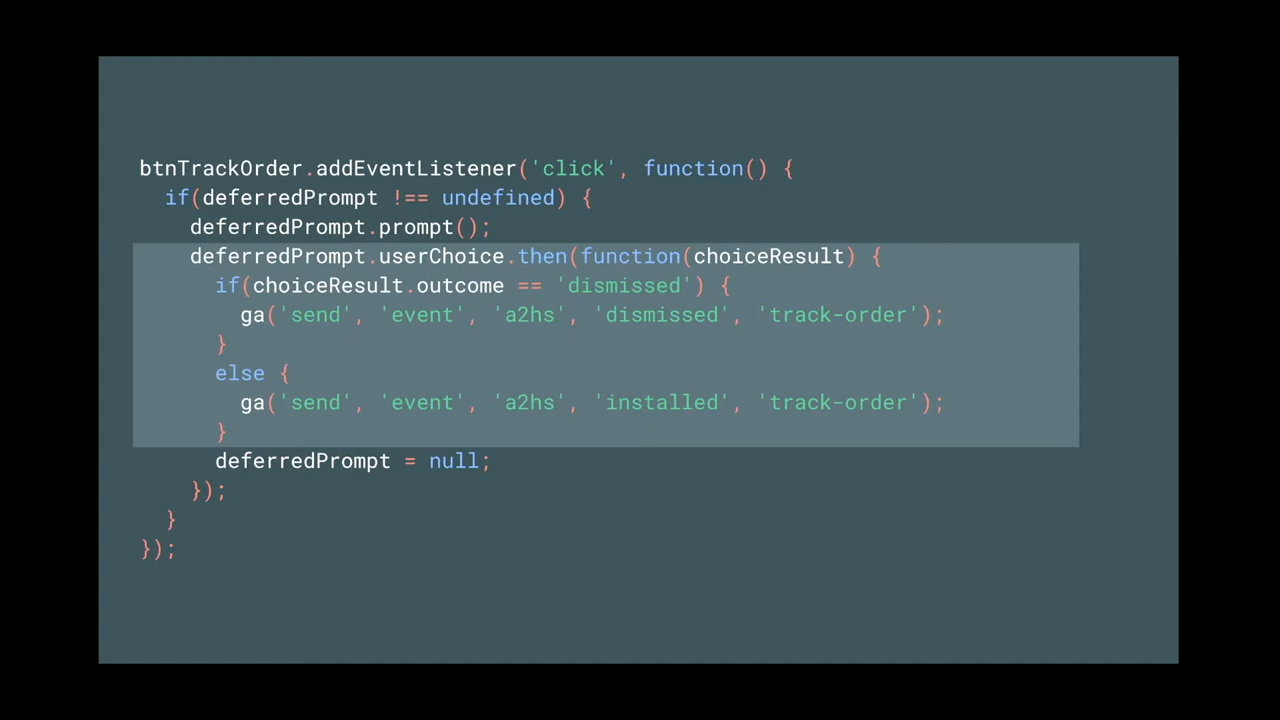 btnTrackOrder.addEventListener('click', function() {
  if(deferredPrompt !== undefined) {
    deferredPrompt.prompt();
    deferredPrompt.userChoice.then(function(choiceResult) {
      if(choiceResult.outcome == 'dismissed') {
        ga('send', 'event', 'a2hs', 'dismissed', 'track-order');
      }
      else {
        ga('send', 'event', 'a2hs', 'installed', 'track-order');
      }
      deferredPrompt = null;
    });
  }
});